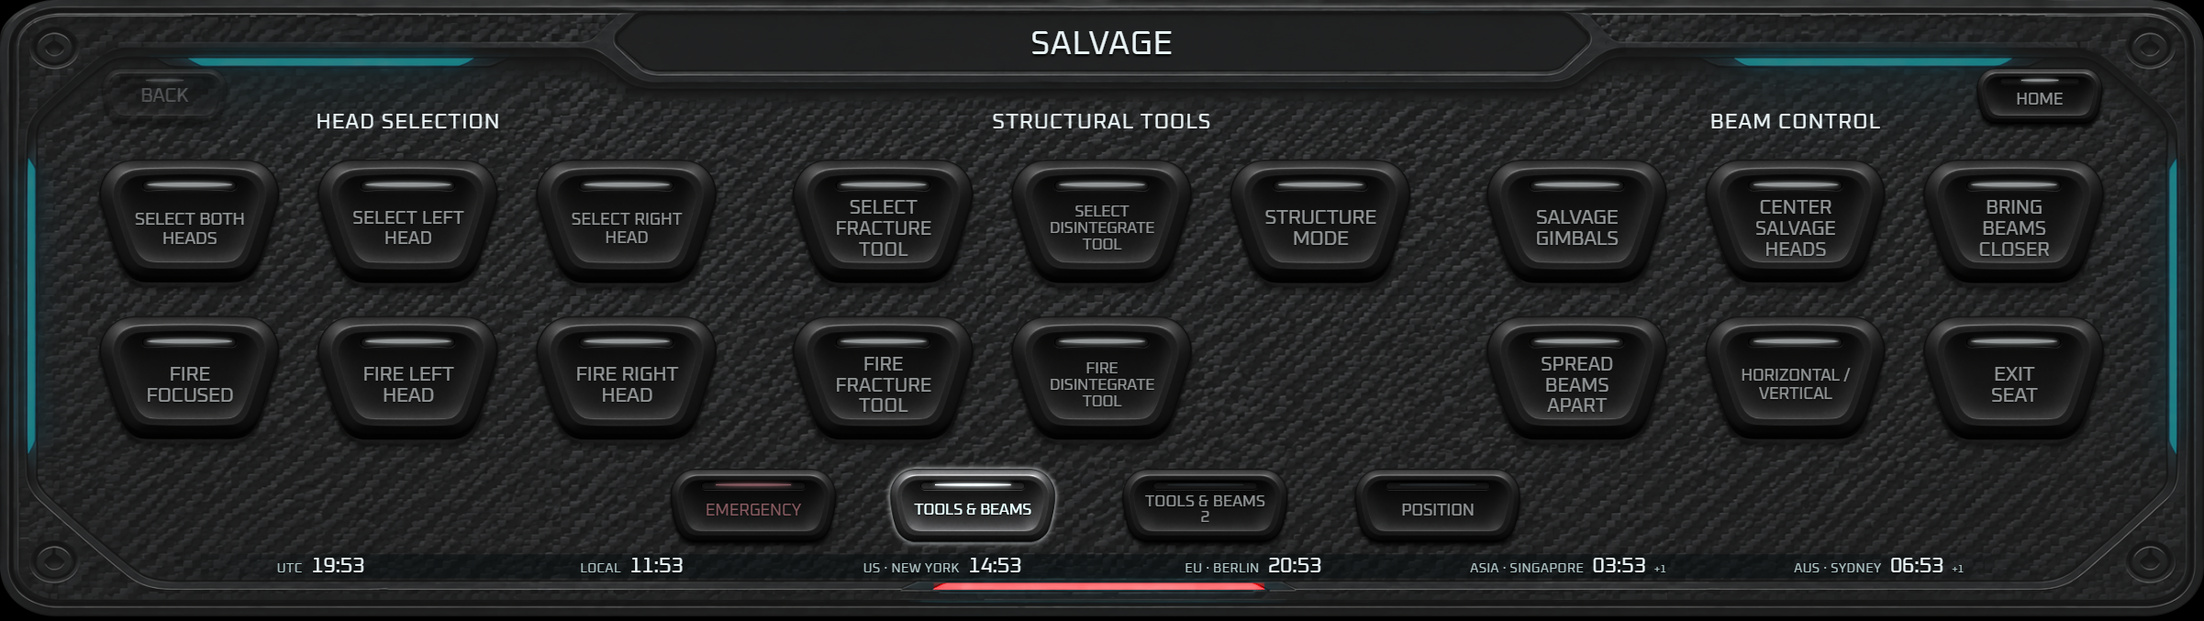 SALVAGE
BACK
HOME
HEAD SELECTION
STRUCTURAL TOOLS
BEAM CONTROL
SELECT BOTH
HEADS
SELECT LEFT
HEAD
SELECT RIGHT
HEAD
SELECT
FRACTURE
TOOL
SELECT
DISINTEGRATE
TOOL
STRUCTURE
MODE
SALVAGE
GIMBALS
CENTER
SALVAGE
HEADS
BRING
BEAMS
CLOSER
FIRE
FOCUSED
FIRE LEFT
HEAD
FIRE RIGHT
HEAD
FIRE
FRACTURE
TOOL
FIRE
DISINTEGRATE
TOOL
SPREAD
BEAMS
APART
HORIZONTAL /
VERTICAL
EXIT
SEAT
EMERGENCY
TOOLS & BEAMS
TOOLS & BEAMS
2
POSITION
UTC 19:53
LOCAL 11:53
US · NEW YORK 14:53
EU · BERLIN 20:53
ASIA · SINGAPORE 03:53 +1
AUS · SYDNEY 06:53 +1